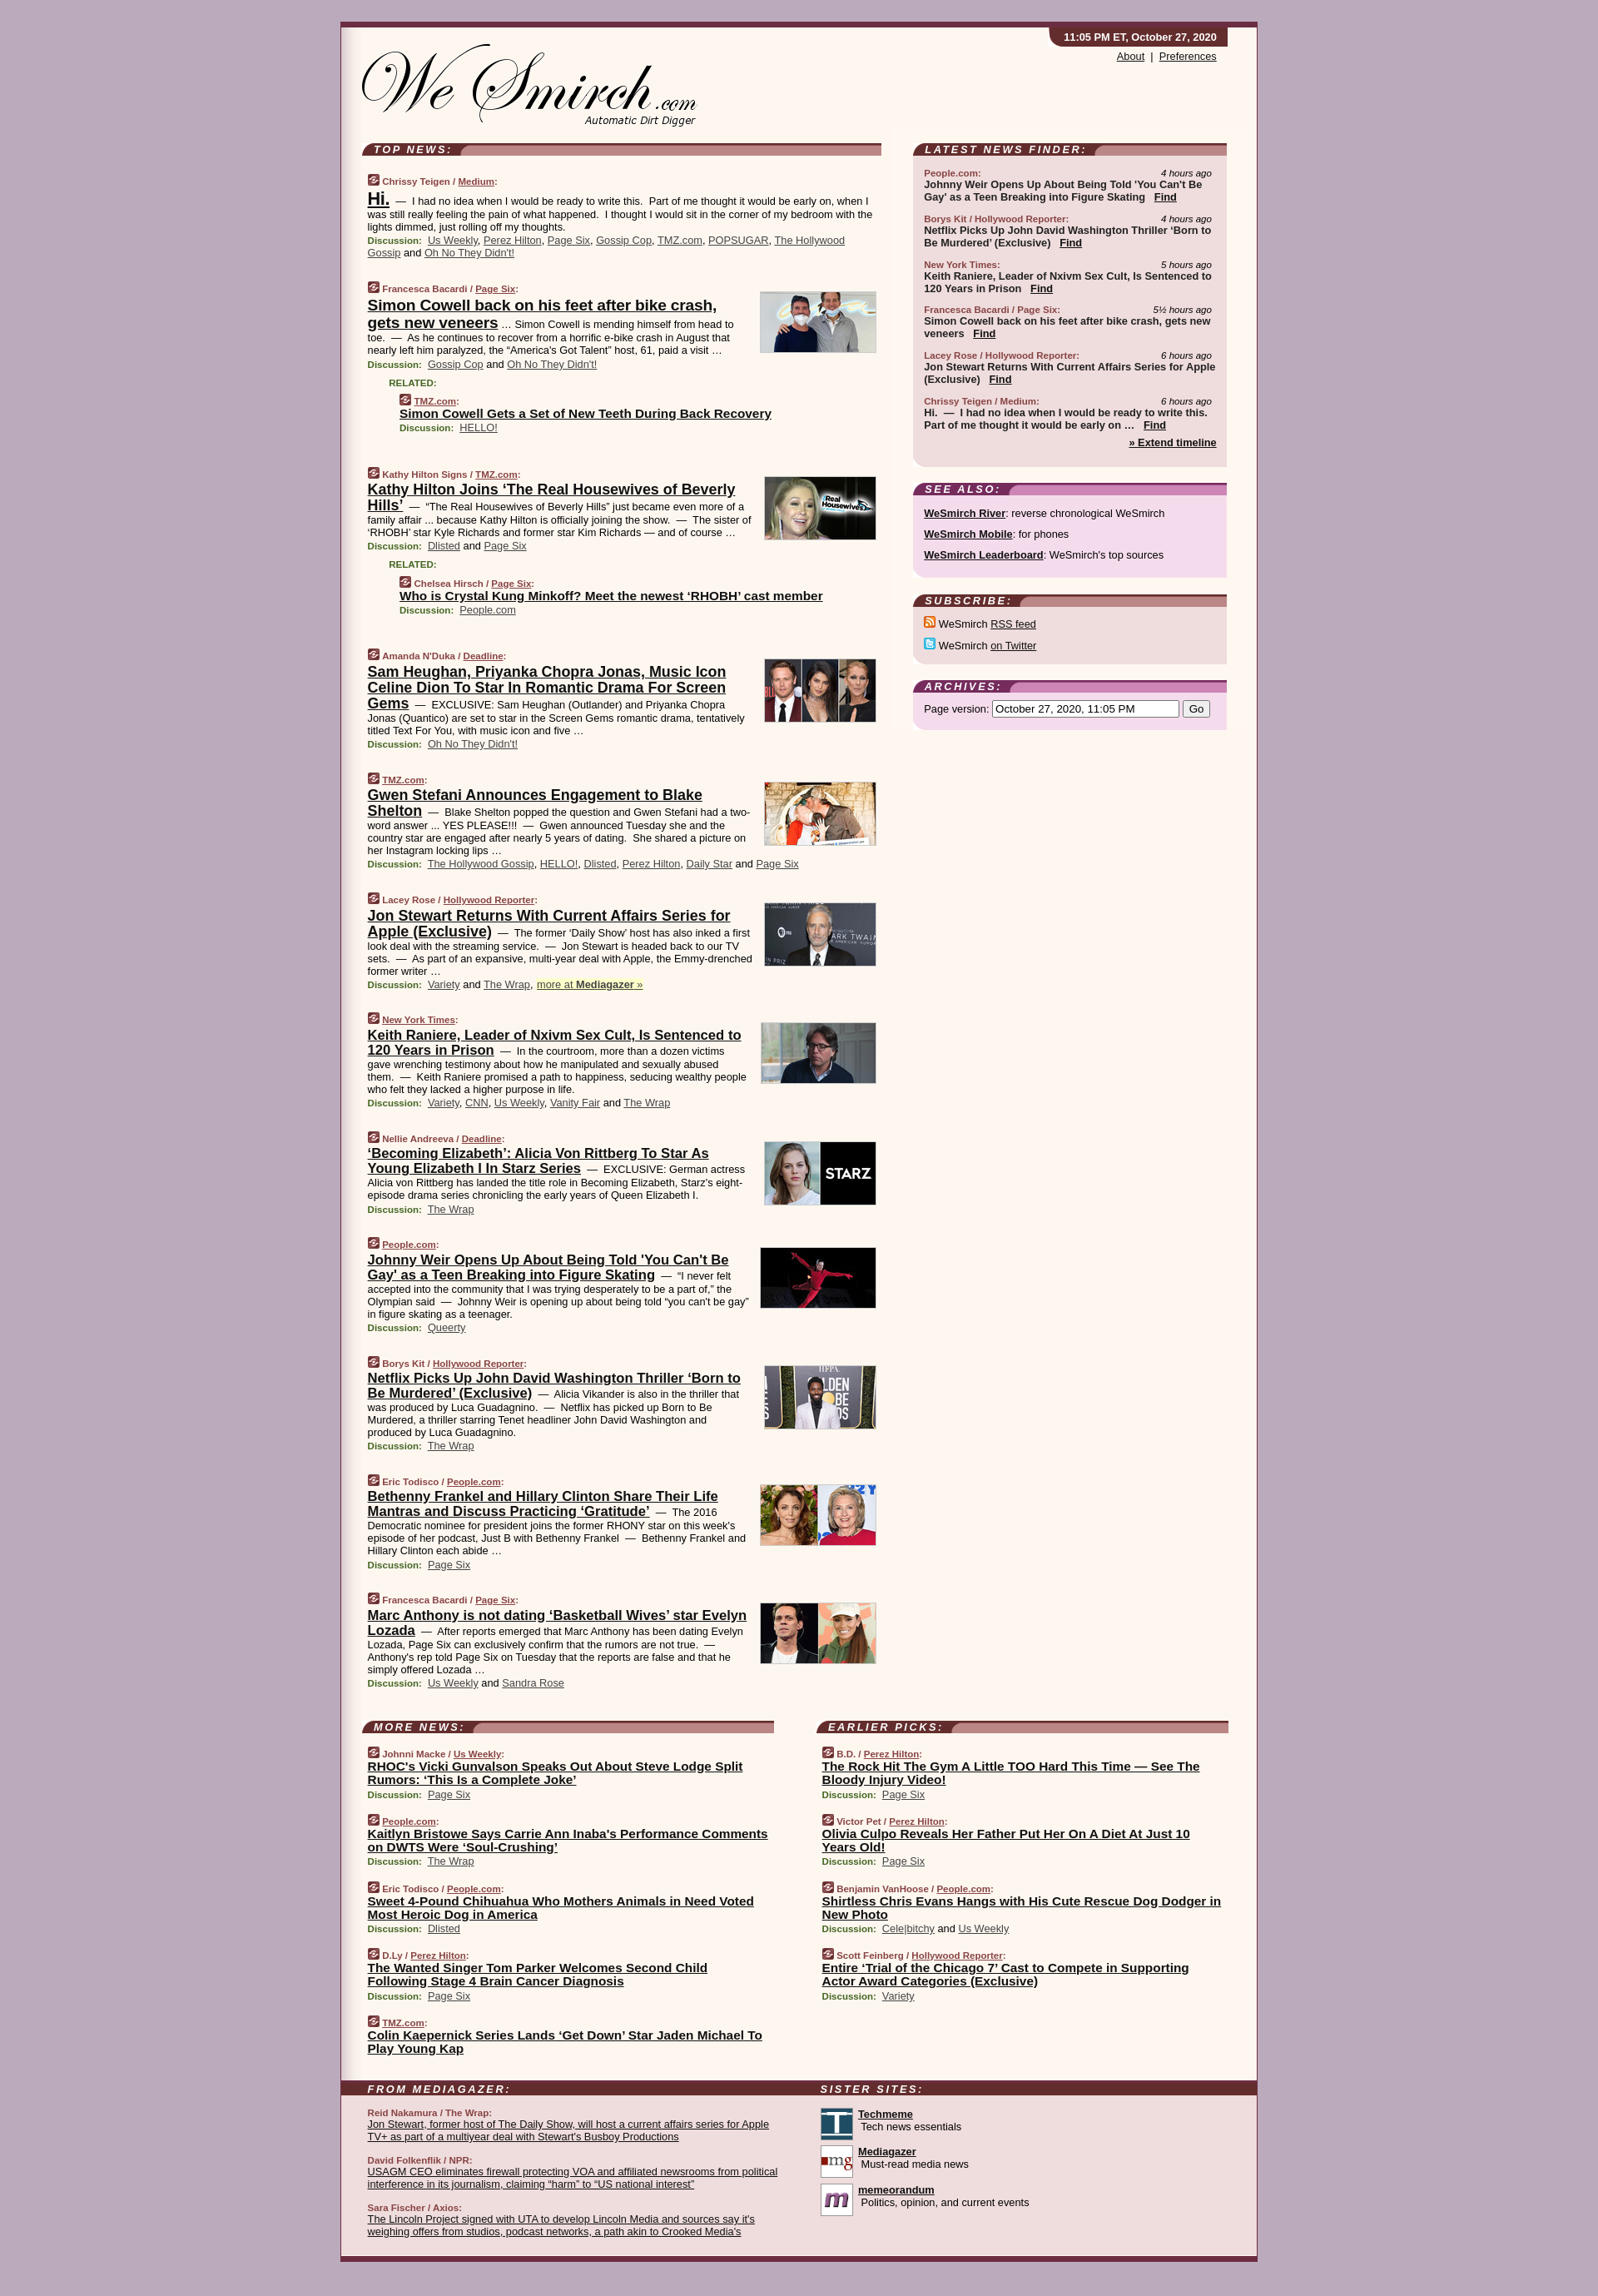 11:05 PM ET, October 27, 2020
About | Preferences
We Smirch .com
Automatic Dirt Digger
TOP NEWS:
Chrissy Teigen / Medium:
Hi. — I had no idea when I would be ready to write this. Part of me thought it would be early on, when I
was still really feeling the pain of what happened. I thought I would sit in the corner of my bedroom with the
lights dimmed, just rolling off my thoughts.
Discussion: Us Weekly, Perez Hilton, Page Six, Gossip Cop, TMZ.com, POPSUGAR, The Hollywood
Gossip and Oh No They Didn't!
Francesca Bacardi / Page Six:
Simon Cowell back on his feet after bike crash,
gets new veneers … Simon Cowell is mending himself from head to
toe. — As he continues to recover from a horrific e-bike crash in August that
nearly left him paralyzed, the “America's Got Talent” host, 61, paid a visit …
Discussion: Gossip Cop and Oh No They Didn't!
RELATED:
TMZ.com:
Simon Cowell Gets a Set of New Teeth During Back Recovery
Discussion: HELLO!
Kathy Hilton Signs / TMZ.com:
Kathy Hilton Joins ‘The Real Housewives of Beverly
Hills’ — “The Real Housewives of Beverly Hills” just became even more of a
family affair ... because Kathy Hilton is officially joining the show. — The sister of
‘RHOBH’ star Kyle Richards and former star Kim Richards — and of course …
Discussion: Dlisted and Page Six
Real
Housewives
RELATED:
Chelsea Hirsch / Page Six:
Who is Crystal Kung Minkoff? Meet the newest ‘RHOBH’ cast member
Discussion: People.com
Amanda N'Duka / Deadline:
Sam Heughan, Priyanka Chopra Jonas, Music Icon
Celine Dion To Star In Romantic Drama For Screen
Gems — EXCLUSIVE: Sam Heughan (Outlander) and Priyanka Chopra
Jonas (Quantico) are set to star in the Screen Gems romantic drama, tentatively
titled Text For You, with music icon and five …
Discussion: Oh No They Didn't!
TMZ.com:
Gwen Stefani Announces Engagement to Blake
Shelton — Blake Shelton popped the question and Gwen Stefani had a two-
word answer ... YES PLEASE!!! — Gwen announced Tuesday she and the
country star are engaged after nearly 5 years of dating. She shared a picture on
her Instagram locking lips …
Discussion: The Hollywood Gossip, HELLO!, Dlisted, Perez Hilton, Daily Star and Page Six
Lacey Rose / Hollywood Reporter:
Jon Stewart Returns With Current Affairs Series for
Apple (Exclusive) — The former ‘Daily Show’ host has also inked a first
look deal with the streaming service. — Jon Stewart is headed back to our TV
sets. — As part of an expansive, multi-year deal with Apple, the Emmy-drenched
former writer …
Discussion: Variety and The Wrap, more at Mediagazer »
New York Times:
Keith Raniere, Leader of Nxivm Sex Cult, Is Sentenced to
120 Years in Prison — In the courtroom, more than a dozen victims
gave wrenching testimony about how he manipulated and sexually abused
them. — Keith Raniere promised a path to happiness, seducing wealthy people
who felt they lacked a higher purpose in life.
Discussion: Variety, CNN, Us Weekly, Vanity Fair and The Wrap
Nellie Andreeva / Deadline:
‘Becoming Elizabeth’: Alicia Von Rittberg To Star As
Young Elizabeth I In Starz Series — EXCLUSIVE: German actress
Alicia von Rittberg has landed the title role in Becoming Elizabeth, Starz's eight-
episode drama series chronicling the early years of Queen Elizabeth I.
Discussion: The Wrap
STARZ
People.com:
Johnny Weir Opens Up About Being Told 'You Can't Be
Gay' as a Teen Breaking into Figure Skating — “I never felt
accepted into the community that I was trying desperately to be a part of,” the
Olympian said — Johnny Weir is opening up about being told “you can't be gay”
in figure skating as a teenager.
Discussion: Queerty
Borys Kit / Hollywood Reporter:
Netflix Picks Up John David Washington Thriller ‘Born to
Be Murdered’ (Exclusive) — Alicia Vikander is also in the thriller that
was produced by Luca Guadagnino. — Netflix has picked up Born to Be
Murdered, a thriller starring Tenet headliner John David Washington and
produced by Luca Guadagnino.
Discussion: The Wrap
Eric Todisco / People.com:
Bethenny Frankel and Hillary Clinton Share Their Life
Mantras and Discuss Practicing ‘Gratitude’ — The 2016
Democratic nominee for president joins the former RHONY star on this week's
episode of her podcast, Just B with Bethenny Frankel — Bethenny Frankel and
Hillary Clinton each abide …
Discussion: Page Six
Francesca Bacardi / Page Six:
Marc Anthony is not dating ‘Basketball Wives’ star Evelyn
Lozada — After reports emerged that Marc Anthony has been dating Evelyn
Lozada, Page Six can exclusively confirm that the rumors are not true. —
Anthony's rep told Page Six on Tuesday that the reports are false and that he
simply offered Lozada …
Discussion: Us Weekly and Sandra Rose
LATEST NEWS FINDER:
People.com: 4 hours ago
Johnny Weir Opens Up About Being Told 'You Can't Be
Gay' as a Teen Breaking into Figure Skating Find
Borys Kit / Hollywood Reporter: 4 hours ago
Netflix Picks Up John David Washington Thriller ‘Born to
Be Murdered’ (Exclusive) Find
New York Times: 5 hours ago
Keith Raniere, Leader of Nxivm Sex Cult, Is Sentenced to
120 Years in Prison Find
Francesca Bacardi / Page Six: 5½ hours ago
Simon Cowell back on his feet after bike crash, gets new
veneers Find
Lacey Rose / Hollywood Reporter: 6 hours ago
Jon Stewart Returns With Current Affairs Series for Apple
(Exclusive) Find
Chrissy Teigen / Medium: 6 hours ago
Hi. — I had no idea when I would be ready to write this.
Part of me thought it would be early on … Find
» Extend timeline
SEE ALSO:
WeSmirch River: reverse chronological WeSmirch
WeSmirch Mobile: for phones
WeSmirch Leaderboard: WeSmirch's top sources
SUBSCRIBE:
WeSmirch RSS feed
WeSmirch on Twitter
ARCHIVES:
Page version: October 27, 2020, 11:05 PM Go
MORE NEWS:
Johnni Macke / Us Weekly:
RHOC's Vicki Gunvalson Speaks Out About Steve Lodge Split
Rumors: ‘This Is a Complete Joke’
Discussion: Page Six
People.com:
Kaitlyn Bristowe Says Carrie Ann Inaba's Performance Comments
on DWTS Were ‘Soul-Crushing’
Discussion: The Wrap
Eric Todisco / People.com:
Sweet 4-Pound Chihuahua Who Mothers Animals in Need Voted
Most Heroic Dog in America
Discussion: Dlisted
D.Ly / Perez Hilton:
The Wanted Singer Tom Parker Welcomes Second Child
Following Stage 4 Brain Cancer Diagnosis
Discussion: Page Six
TMZ.com:
Colin Kaepernick Series Lands ‘Get Down’ Star Jaden Michael To
Play Young Kap
EARLIER PICKS:
B.D. / Perez Hilton:
The Rock Hit The Gym A Little TOO Hard This Time — See The
Bloody Injury Video!
Discussion: Page Six
Victor Pet / Perez Hilton:
Olivia Culpo Reveals Her Father Put Her On A Diet At Just 10
Years Old!
Discussion: Page Six
Benjamin VanHoose / People.com:
Shirtless Chris Evans Hangs with His Cute Rescue Dog Dodger in
New Photo
Discussion: Cele|bitchy and Us Weekly
Scott Feinberg / Hollywood Reporter:
Entire ‘Trial of the Chicago 7’ Cast to Compete in Supporting
Actor Award Categories (Exclusive)
Discussion: Variety
FROM MEDIAGAZER:
Reid Nakamura / The Wrap:
Jon Stewart, former host of The Daily Show, will host a current affairs series for Apple
TV+ as part of a multiyear deal with Stewart's Busboy Productions
David Folkenflik / NPR:
USAGM CEO eliminates firewall protecting VOA and affiliated newsrooms from political
interference in its journalism, claiming “harm” to “US national interest”
Sara Fischer / Axios:
The Lincoln Project signed with UTA to develop Lincoln Media and sources say it's
weighing offers from studios, podcast networks, a path akin to Crooked Media's
SISTER SITES:
T
Techmeme
Tech news essentials
mg
Mediagazer
Must-read media news
m
memeorandum
Politics, opinion, and current events